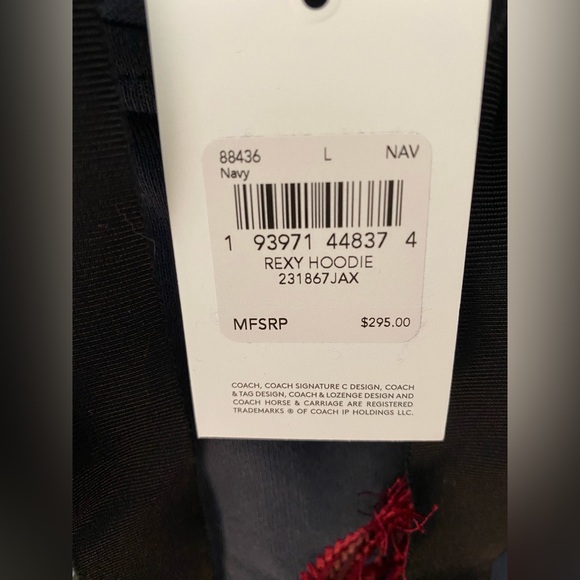 88436 L NAV
Navy
1 93971 44837 4
REXY HOODIE
231867JAX
MFSRP $295.00
COACH, COACH SIGNATURE C DESIGN, COACH
& TAG DESIGN, COACH & LOZENGE DESIGN AND
COACH HORSE & CARRIAGE ARE REGISTERED
TRADEMARKS ® OF COACH IP HOLDINGS LLC.